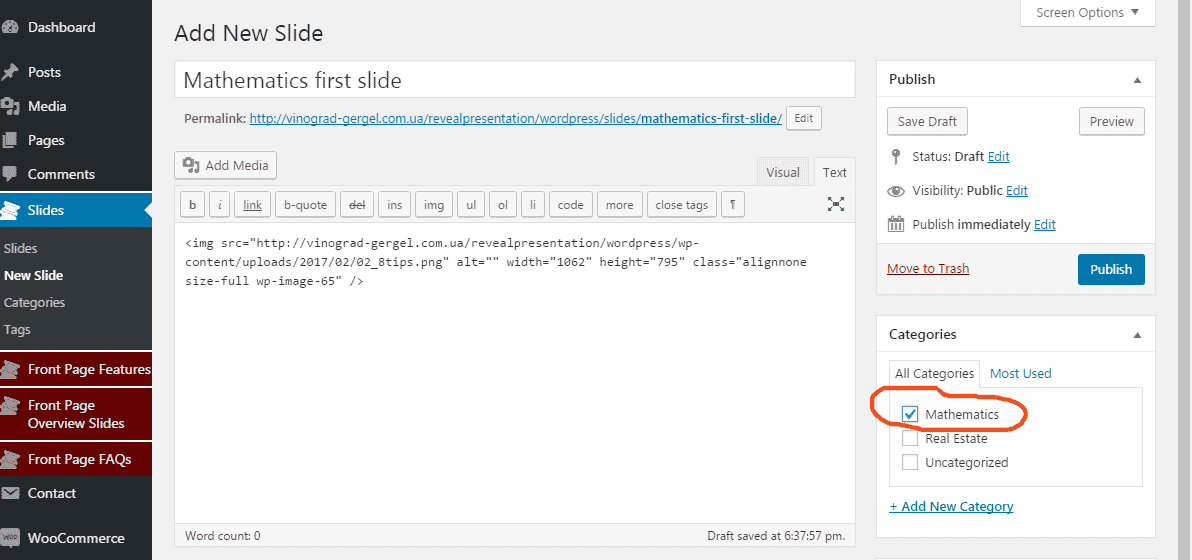 Dashboard
Posts
Media
Pages
Comments
Slides
Slides
New Slide
Categories
Tags
Front Page Features
Front Page
Overview Slides
Front Page FAQs
Contact
WooCommerce
Screen Options
Add New Slide
Mathematics first slide
Permalink: http://vinograd-gergel.com.ua/revealpresentation/wordpress/slides/mathematics-first-slide/ Edit
Add Media
Visual Text
b i link b-quote del ins img ul ol li code more close tags ¶
<img src="http://vinograd-gergel.com.ua/revealpresentation/wordpress/wp-
content/uploads/2017/02/02_8tips.png" alt="" width="1062" height="795" class="alignnone
size-full wp-image-65" />
Word count: 0 Draft saved at 6:37:57 pm.
Publish
Save Draft Preview
Status: Draft Edit
Visibility: Public Edit
Publish immediately Edit
Move to Trash Publish
Categories
All Categories Most Used
Mathematics
Real Estate
Uncategorized
+ Add New Category